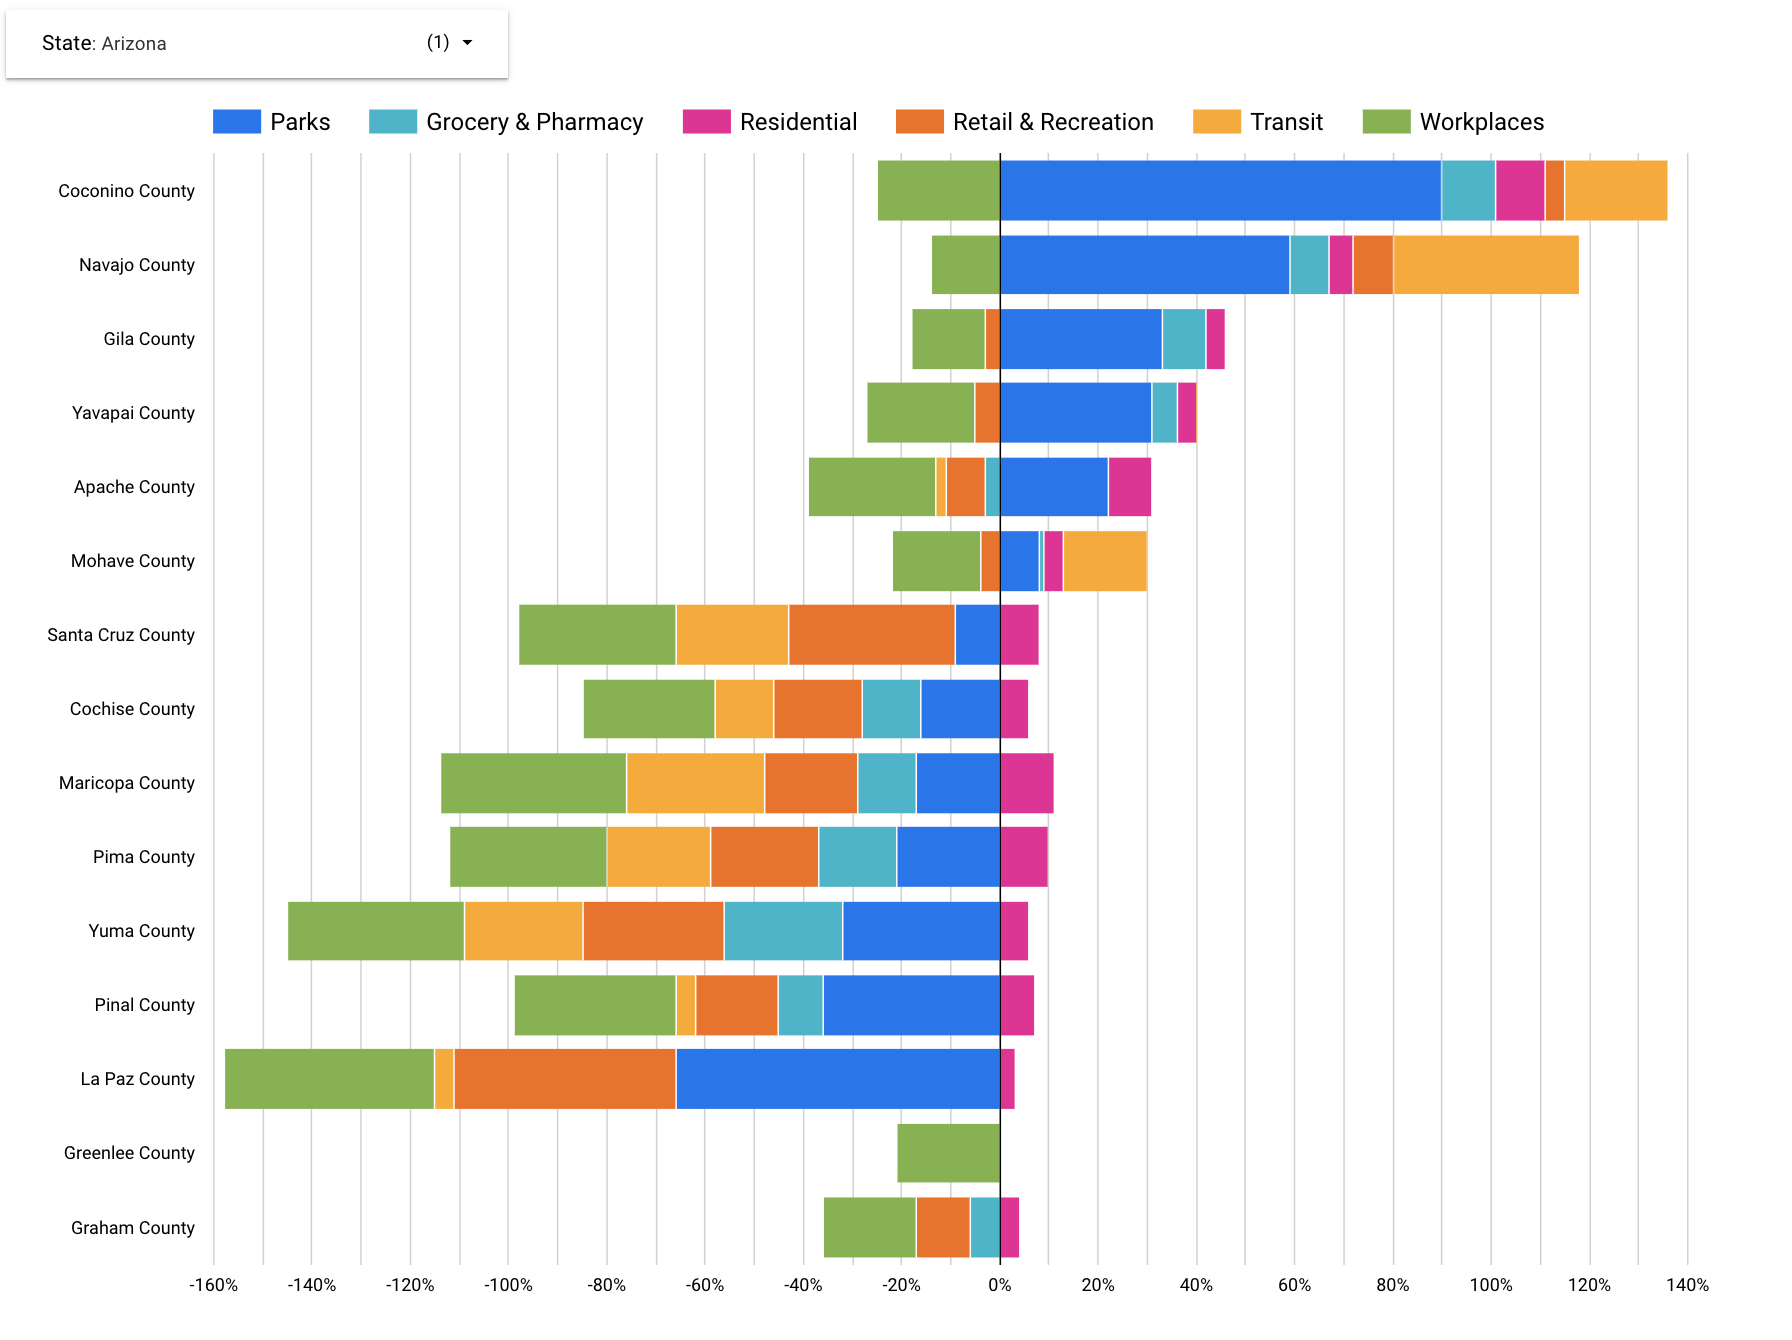 State: Arizona (1)
Parks Grocery & Pharmacy Residential Retail & Recreation Transit Workplaces
Coconino County
Navajo County
Gila County
Yavapai County
Apache County
Mohave County
Santa Cruz County
Cochise County
Maricopa County
Pima County
Yuma County
Pinal County
La Paz County
Greenlee County
Graham County
-160% -140% -120% -100% -80% -60% -40% -20% 0% 20% 40% 60% 80% 100% 120% 140%